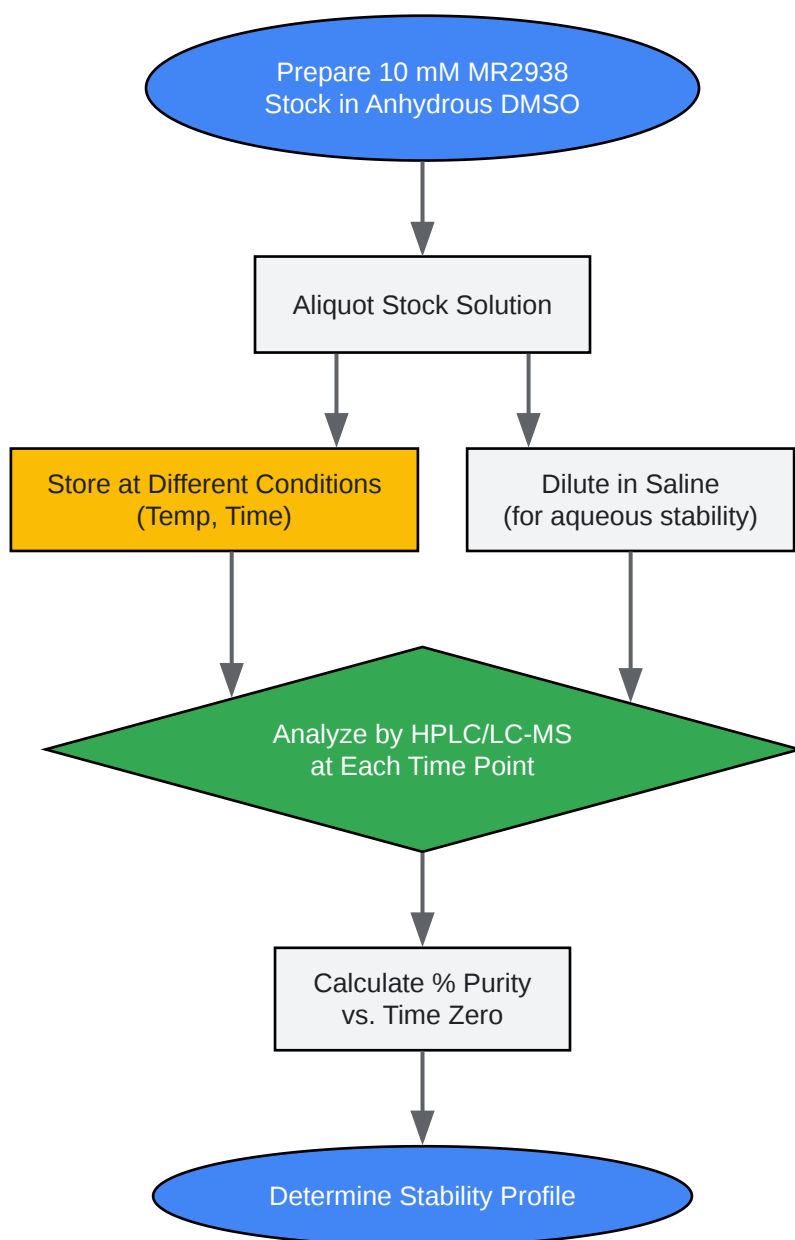 Prepare 10 mM MR2938
Stock in Anhydrous DMSO
Aliquot Stock Solution
Store at Different Conditions
(Temp, Time)
Dilute in Saline
(for aqueous stability)
Analyze by HPLC/LC-MS
at Each Time Point
Calculate % Purity
vs. Time Zero
Determine Stability Profile